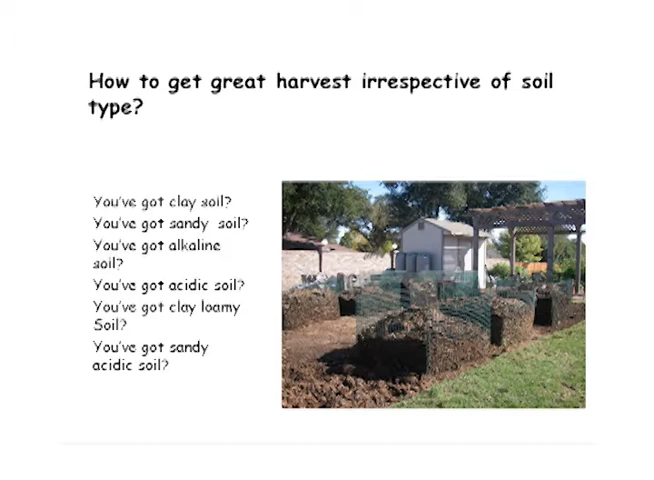 How to get great harvest irrespective of soil
type?
You've got clay soil?
You've got sandy soil?
You've got alkaline
soil?
You've got acidic soil?
You've got clay loamy
Soil?
You've got sandy
acidic soil?